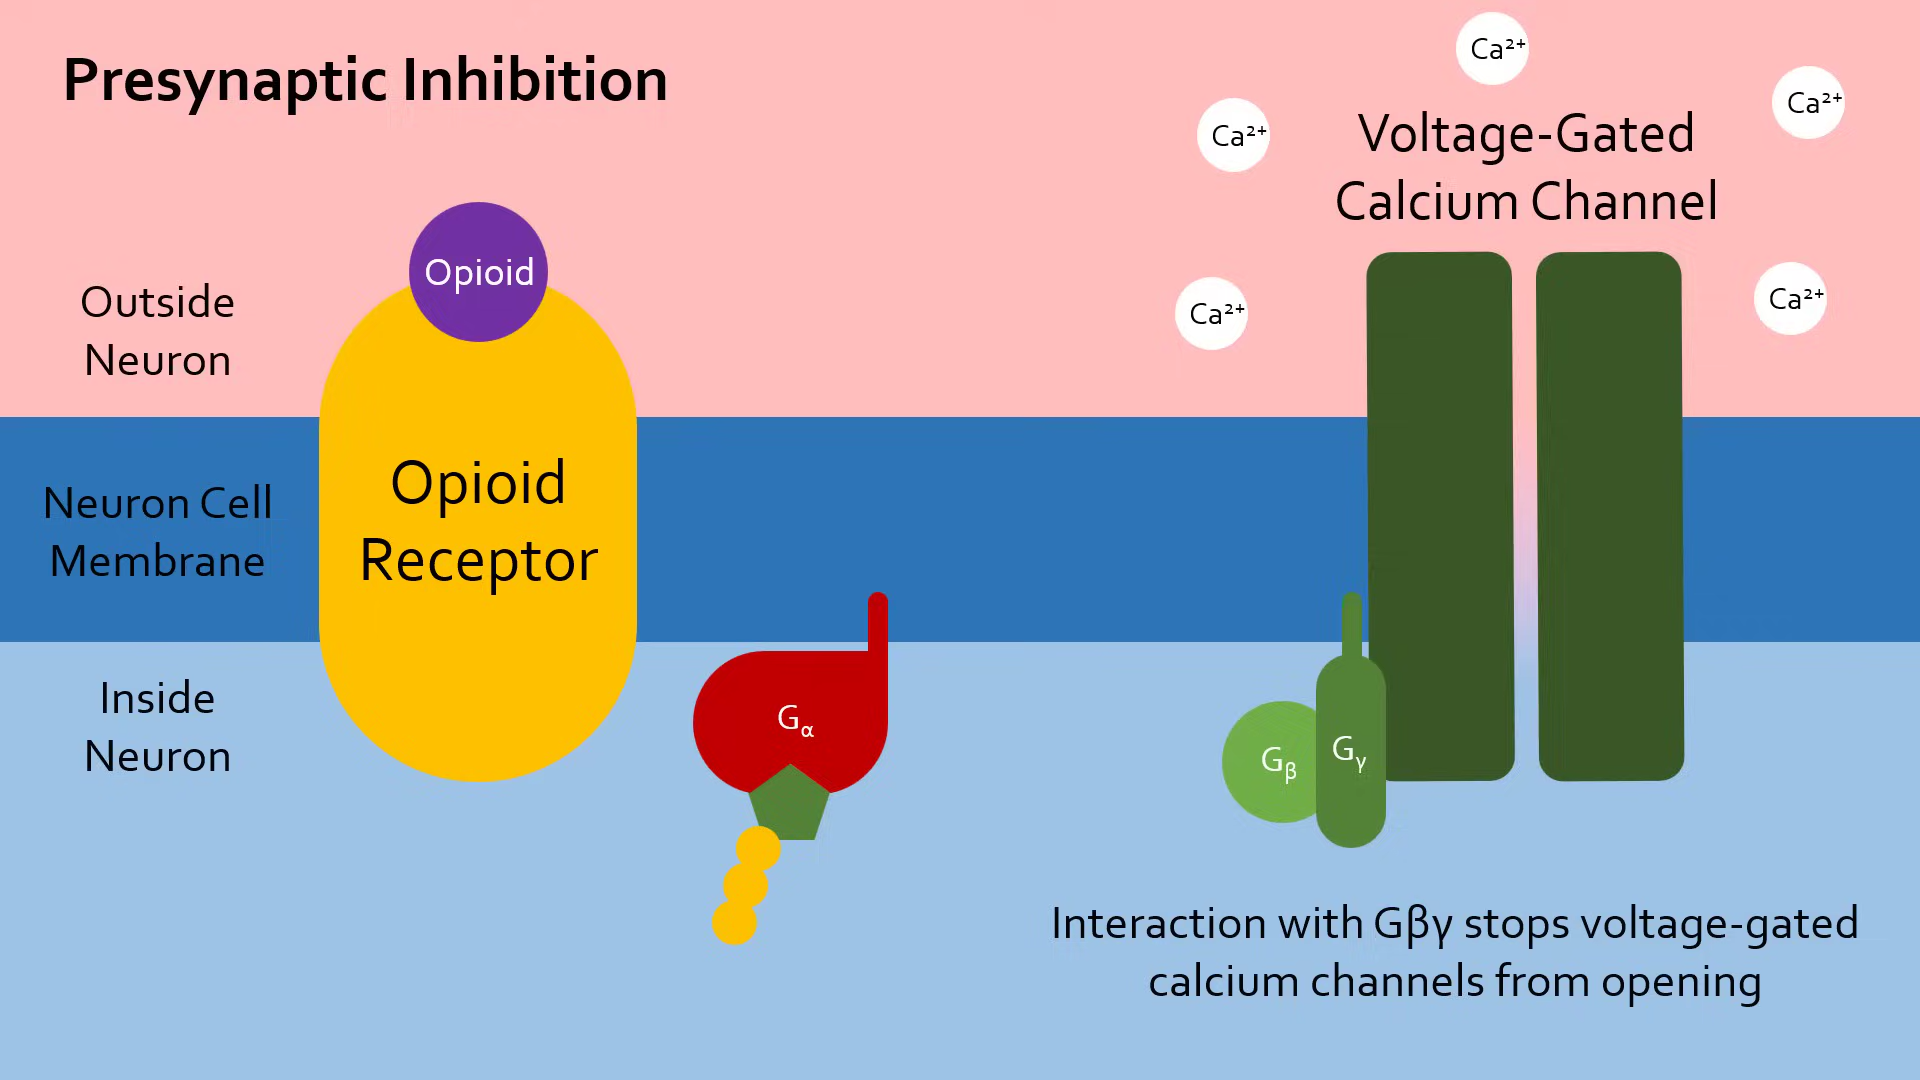 Presynaptic Inhibition
Ca²⁺
Ca²⁺
Ca²⁺
Voltage-Gated
Calcium Channel
Opioid
Ca²⁺
Ca²⁺
Outside
Neuron
Opioid
Receptor
Neuron Cell
Membrane
Inside
Neuron
Gα
Gβ
Gγ
Interaction with Gβγ stops voltage-gated
calcium channels from opening